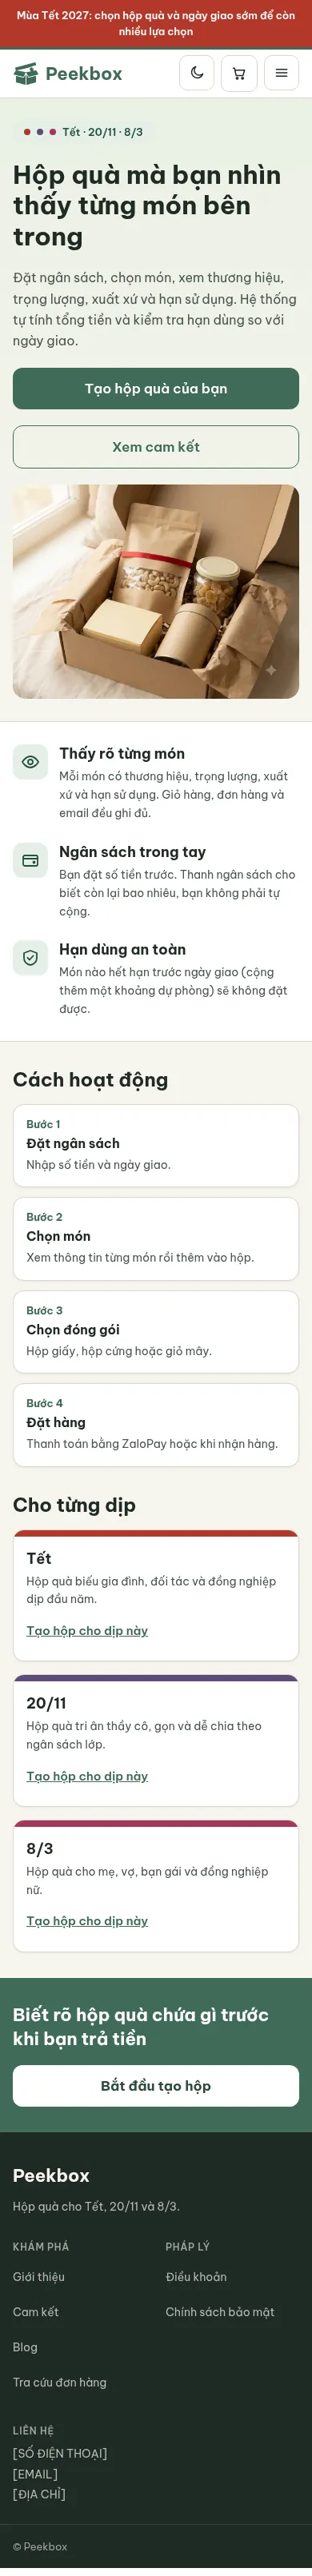 Mùa Tết 2027: chọn hộp quà và ngày giao sớm để còn
nhiều lựa chọn
Peekbox
Tết · 20/11 · 8/3
Hộp quà mà bạn nhìn
thấy từng món bên
trong
Đặt ngân sách, chọn món, xem thương hiệu,
trọng lượng, xuất xứ và hạn sử dụng. Hệ thống
tự tính tổng tiền và kiểm tra hạn dùng so với
ngày giao.
Tạo hộp quà của bạn
Xem cam kết
Thấy rõ từng món
Mỗi món có thương hiệu, trọng lượng, xuất
xứ và hạn sử dụng. Giỏ hàng, đơn hàng và
email đều ghi đủ.
Ngân sách trong tay
Bạn đặt số tiền trước. Thanh ngân sách cho
biết còn lại bao nhiêu, bạn không phải tự
cộng.
Hạn dùng an toàn
Món nào hết hạn trước ngày giao (cộng
thêm một khoảng dự phòng) sẽ không đặt
được.
Cách hoạt động
Bước 1
Đặt ngân sách
Nhập số tiền và ngày giao.
Bước 2
Chọn món
Xem thông tin từng món rồi thêm vào hộp.
Bước 3
Chọn đóng gói
Hộp giấy, hộp cứng hoặc giỏ mây.
Bước 4
Đặt hàng
Thanh toán bằng ZaloPay hoặc khi nhận hàng.
Cho từng dịp
Tết
Hộp quà biếu gia đình, đối tác và đồng nghiệp
dịp đầu năm.
Tạo hộp cho dịp này
20/11
Hộp quà tri ân thầy cô, gọn và dễ chia theo
ngân sách lớp.
Tạo hộp cho dịp này
8/3
Hộp quà cho mẹ, vợ, bạn gái và đồng nghiệp
nữ.
Tạo hộp cho dịp này
Biết rõ hộp quà chứa gì trước
khi bạn trả tiền
Bắt đầu tạo hộp
Peekbox
Hộp quà cho Tết, 20/11 và 8/3.
KHÁM PHÁ
Giới thiệu
Cam kết
Blog
Tra cứu đơn hàng
PHÁP LÝ
Điều khoản
Chính sách bảo mật
LIÊN HỆ
[SỐ ĐIỆN THOẠI]
[EMAIL]
[ĐỊA CHỈ]
© Peekbox